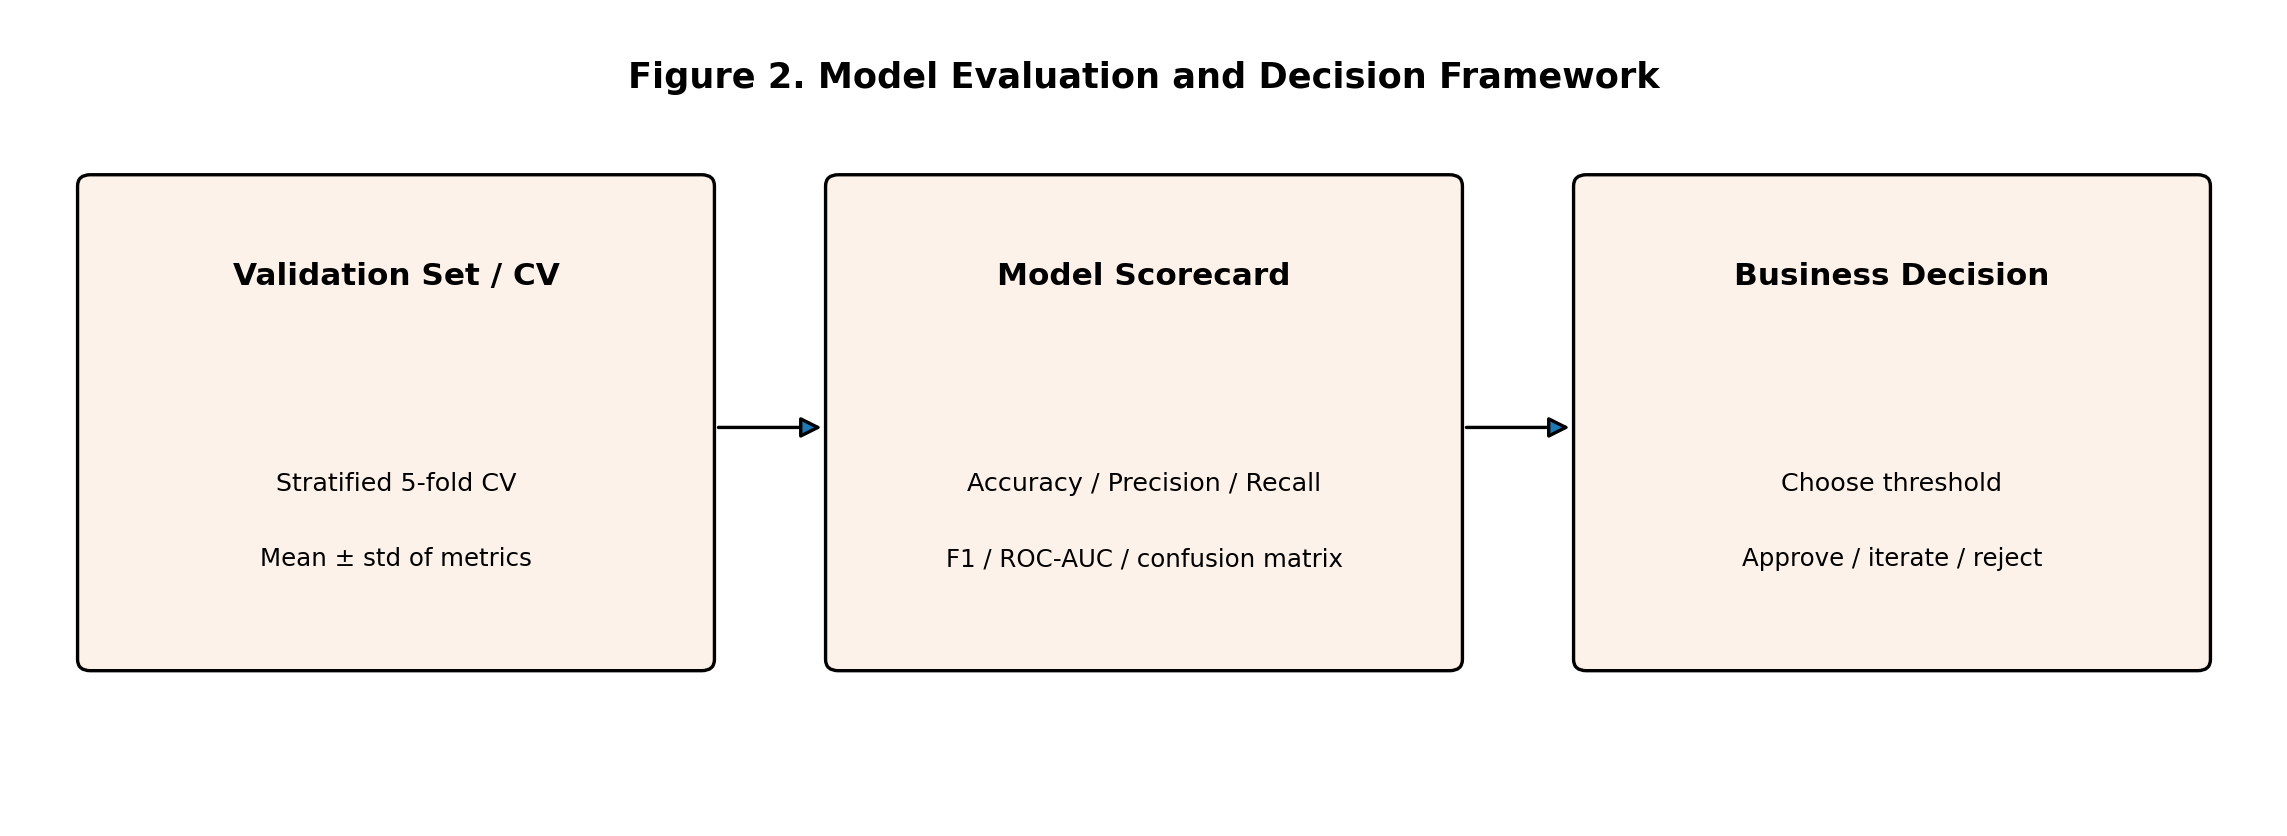 Figure 2. Model Evaluation and Decision Framework
Validation Set / CV
Stratified 5-fold CV
Mean ± std of metrics
Model Scorecard
Accuracy / Precision / Recall
F1 / ROC-AUC / confusion matrix
Business Decision
Choose threshold
Approve / iterate / reject